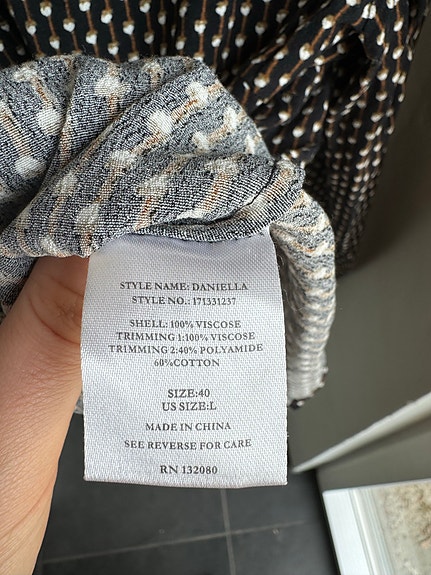 STYLE NAME: DANIELLA
STYLE NO.: 171331237
SHELL: 100% VISCOSE
TRIMMING 1:100% VISCOSE
TRIMMING 2:40% POLYAMIDE
60%COTTON
SIZE:40
US SIZE:L
MADE IN CHINA
SEE REVERSE FOR CARE
RN 132080